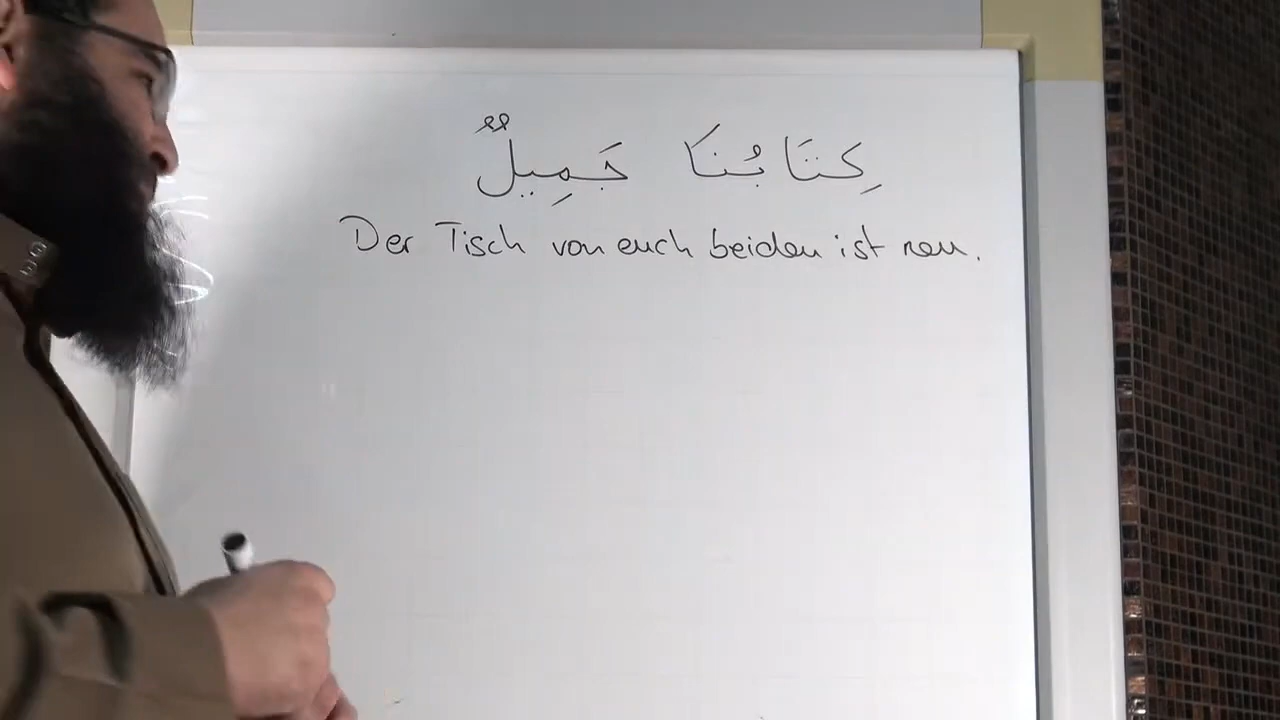 كِتَابُنَا جَمِيلٌ
Der Tisch von euch beiden ist neu.